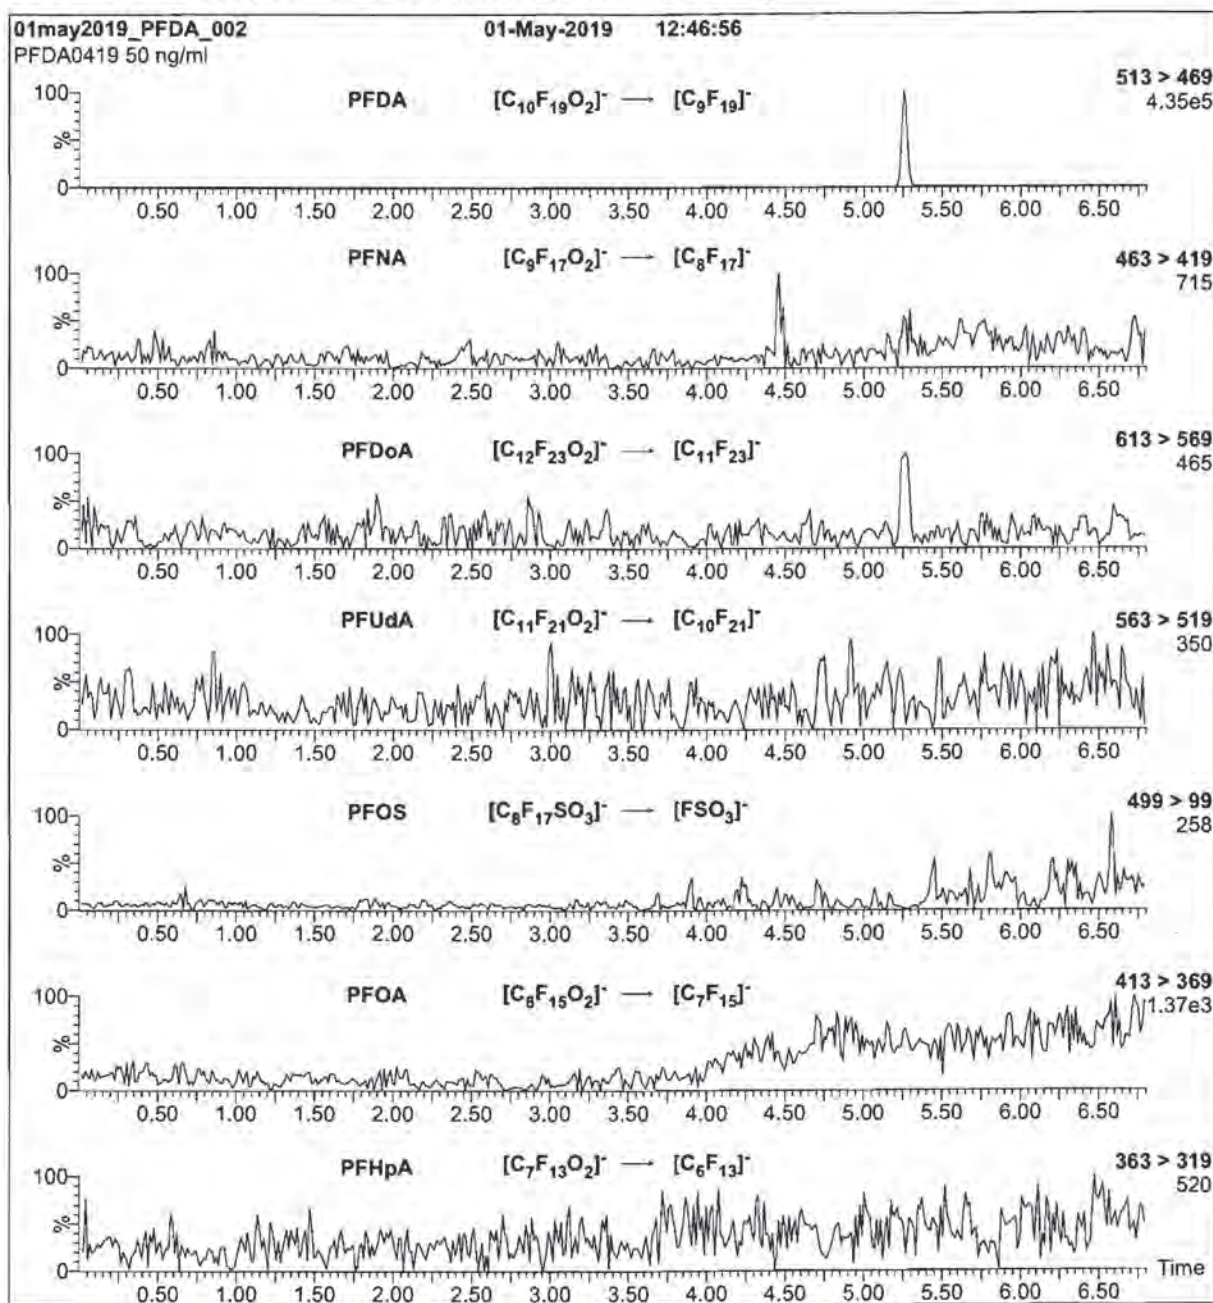 01may2019_PFDA_002 01-May-2019 12:46:56
PFDA0419 50 ng/ml
513 > 469
100 PFDA [C10F19O2]- → [C9F19]- 4.35e5
%
0
0.50 1.00 1.50 2.00 2.50 3.00 3.50 4.00 4.50 5.00 5.50 6.00 6.50
100 PFNA [C9F17O2]- → [C8F17]- 463 > 419
715
%
0
0.50 1.00 1.50 2.00 2.50 3.00 3.50 4.00 4.50 5.00 5.50 6.00 6.50
100 PFDoA [C12F23O2]- → [C11F23]- 613 > 569
465
%
0
0.50 1.00 1.50 2.00 2.50 3.00 3.50 4.00 4.50 5.00 5.50 6.00 6.50
100 PFUdA [C11F21O2]- → [C10F21]- 563 > 519
350
%
0
0.50 1.00 1.50 2.00 2.50 3.00 3.50 4.00 4.50 5.00 5.50 6.00 6.50
100 PFOS [C8F17SO3]- → [FSO3]- 499 > 99
258
%
0
0.50 1.00 1.50 2.00 2.50 3.00 3.50 4.00 4.50 5.00 5.50 6.00 6.50
100 PFOA [C8F15O2]- → [C7F15]- 413 > 369
1.37e3
%
0
0.50 1.00 1.50 2.00 2.50 3.00 3.50 4.00 4.50 5.00 5.50 6.00 6.50
100 PFHpA [C7F13O2]- → [C6F13]- 363 > 319
520
%
0 Time
0.50 1.00 1.50 2.00 2.50 3.00 3.50 4.00 4.50 5.00 5.50 6.00 6.50